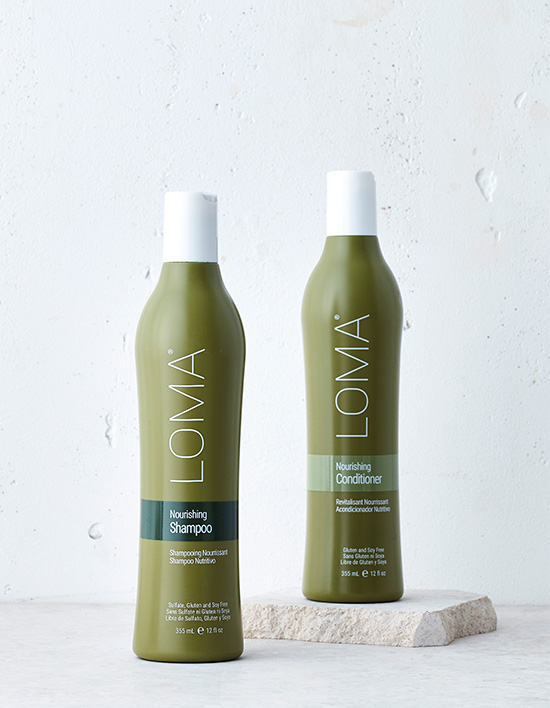 LOMA®
Nourishing
Shampoo
Shampooing Nourrissant
Shampoo Nutritivo
Sulfate, Gluten and Soy Free
Sans Sulfate ni Gluten ni Soya
Libre de Sulfato, Gluten y Soya
355 mL ℮ 12 fl oz
LOMA®
Nourishing
Conditioner
Revitalisant Nourrissant
Acondicionador Nutritivo
Gluten and Soy Free
Sans Gluten ni Soya
Libre de Gluten y Soya
355 mL ℮ 12 fl oz